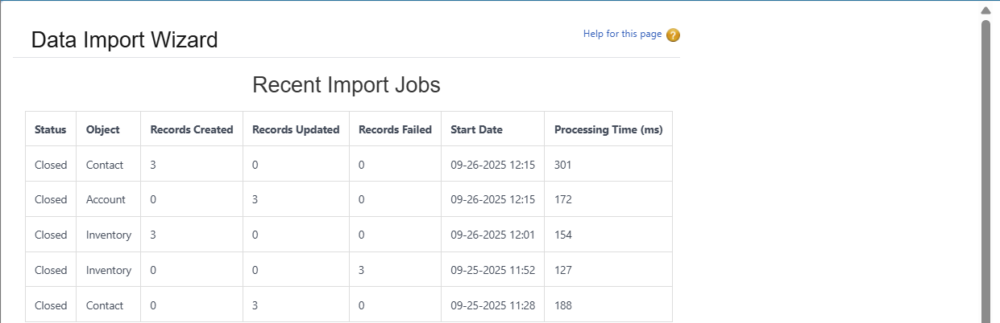 Data Import Wizard
Help for this page ?
Recent Import Jobs
Status Object Records Created Records Updated Records Failed Start Date Processing Time (ms)
Closed Contact 3 0 0 09-26-2025 12:15 301
Closed Account 0 3 0 09-26-2025 12:15 172
Closed Inventory 3 0 0 09-26-2025 12:01 154
Closed Inventory 0 0 3 09-25-2025 11:52 127
Closed Contact 0 3 0 09-25-2025 11:28 188